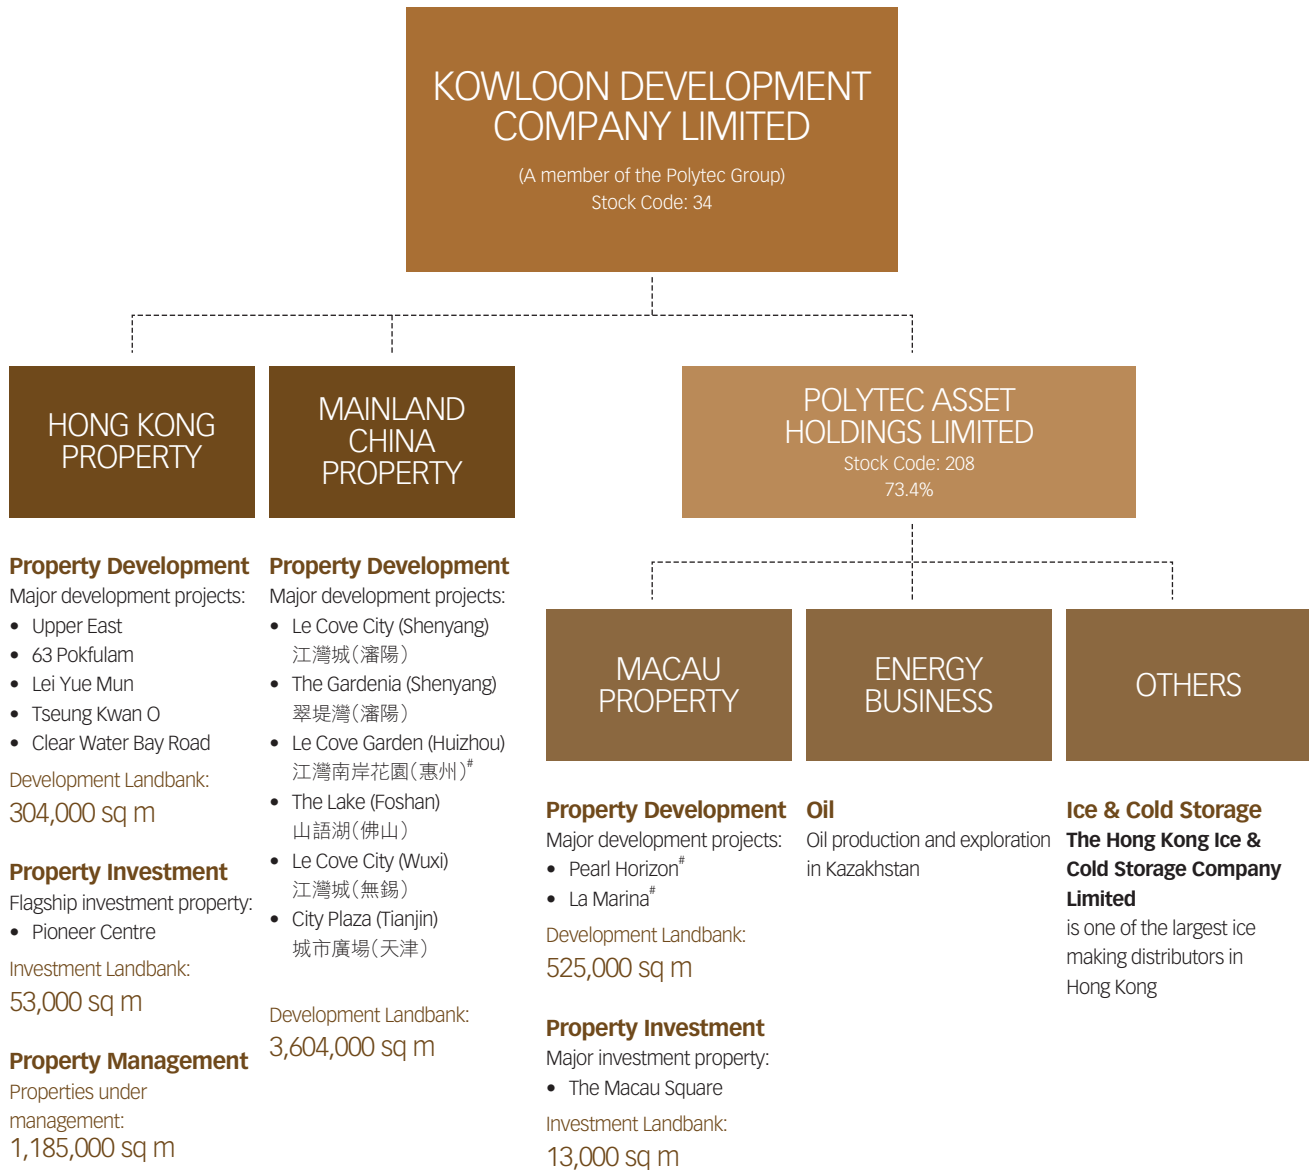 KOWLOON DEVELOPMENT
COMPANY LIMITED
(A member of the Polytec Group)
Stock Code: 34
HONG KONG
PROPERTY
Property Development
Major development projects:
• Upper East
• 63 Pokfulam
• Lei Yue Mun
• Tseung Kwan O
• Clear Water Bay Road
Development Landbank:
304,000 sq m
Property Investment
Flagship investment property:
• Pioneer Centre
Investment Landbank:
53,000 sq m
Property Management
Properties under
management:
1,185,000 sq m
MAINLAND
CHINA
PROPERTY
Property Development
Major development projects:
• Le Cove City (Shenyang)
江灣城(瀋陽)
• The Gardenia (Shenyang)
翠堤灣(瀋陽)
• Le Cove Garden (Huizhou)
江灣南岸花園(惠州)#
• The Lake (Foshan)
山語湖(佛山)
• Le Cove City (Wuxi)
江灣城(無錫)
• City Plaza (Tianjin)
城市廣場(天津)
Development Landbank:
3,604,000 sq m
POLYTEC ASSET
HOLDINGS LIMITED
Stock Code: 208
73.4%
MACAU
PROPERTY
Property Development
Major development projects:
• Pearl Horizon#
• La Marina#
Development Landbank:
525,000 sq m
Property Investment
Major investment property:
• The Macau Square
Investment Landbank:
13,000 sq m
ENERGY
BUSINESS
Oil
Oil production and exploration
in Kazakhstan
OTHERS
Ice & Cold Storage
The Hong Kong Ice &
Cold Storage Company
Limited
is one of the largest ice
making distributors in
Hong Kong